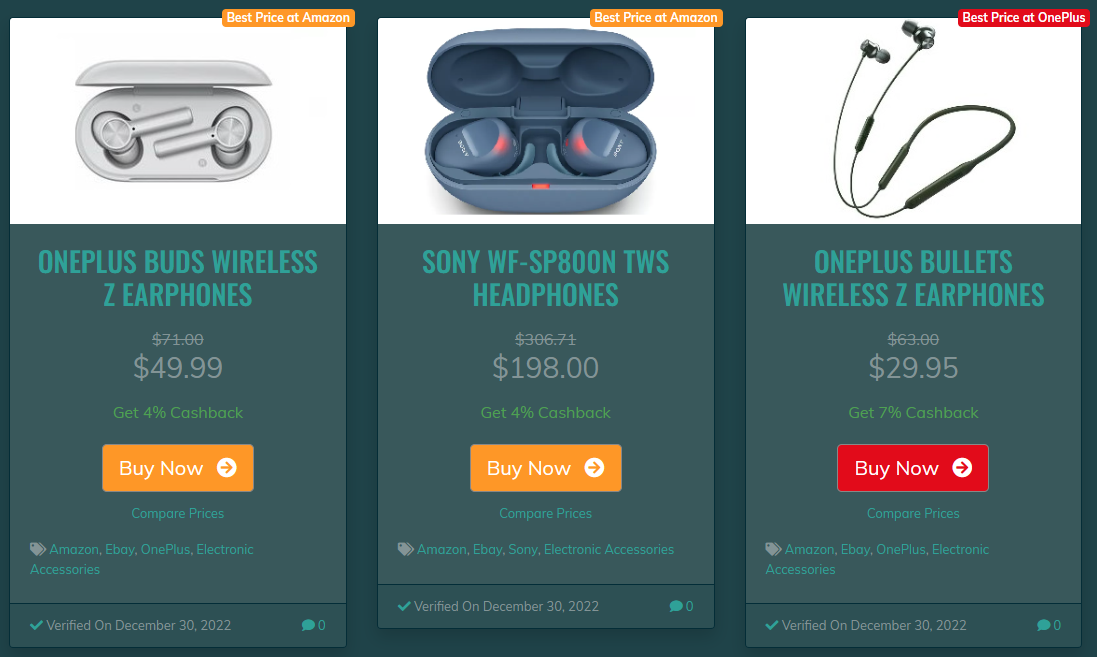 Best Price at Amazon
ONEPLUS BUDS WIRELESS
Z EARPHONES
$71.00
$49.99
Get 4% Cashback
Buy Now
Compare Prices
Amazon, Ebay, OnePlus, Electronic
Accessories
Verified On December 30, 2022
0
Best Price at Amazon
SONY
SONY
SONY WF-SP800N TWS
HEADPHONES
$306.71
$198.00
Get 4% Cashback
Buy Now
Compare Prices
Amazon, Ebay, Sony, Electronic Accessories
Verified On December 30, 2022
0
Best Price at OnePlus
ONEPLUS BULLETS
WIRELESS Z EARPHONES
$63.00
$29.95
Get 7% Cashback
Buy Now
Compare Prices
Amazon, Ebay, OnePlus, Electronic
Accessories
Verified On December 30, 2022
0